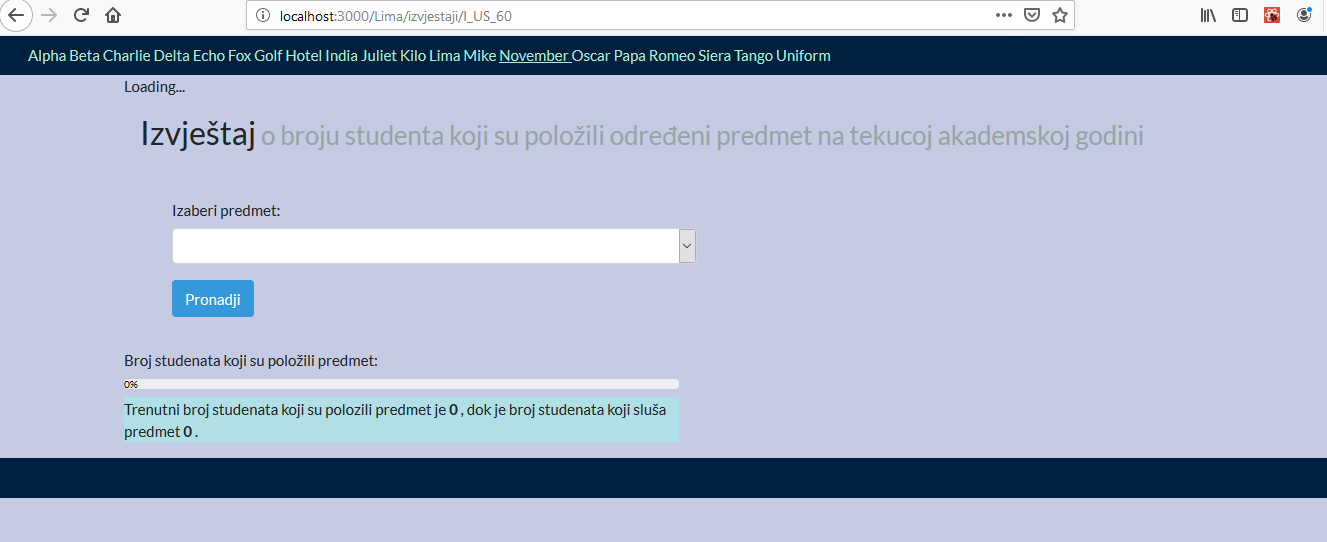 localhost:3000/Lima/izvjestaji/I_US_60
Alpha Beta Charlie Delta Echo Fox Golf Hotel India Juliet Kilo Lima Mike November Oscar Papa Romeo Siera Tango Uniform
Loading...
Izvještaj o broju studenta koji su položili određeni predmet na tekucoj akademskoj godini
Izaberi predmet:
Pronadji
Broj studenata koji su položili predmet:
0%
Trenutni broj studenata koji su polozili predmet je 0 , dok je broj studenata koji sluša
predmet 0 .